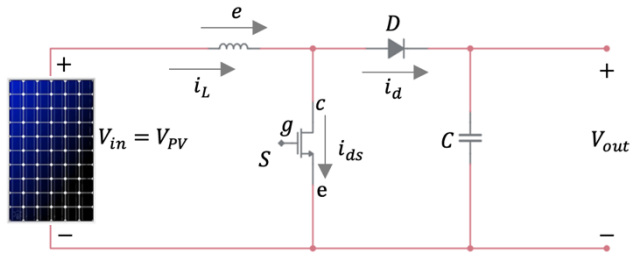 e
D
+
i_L
i_d
+
c
g
V_in = V_PV
S
i_ds
C
V_out
e
−
−